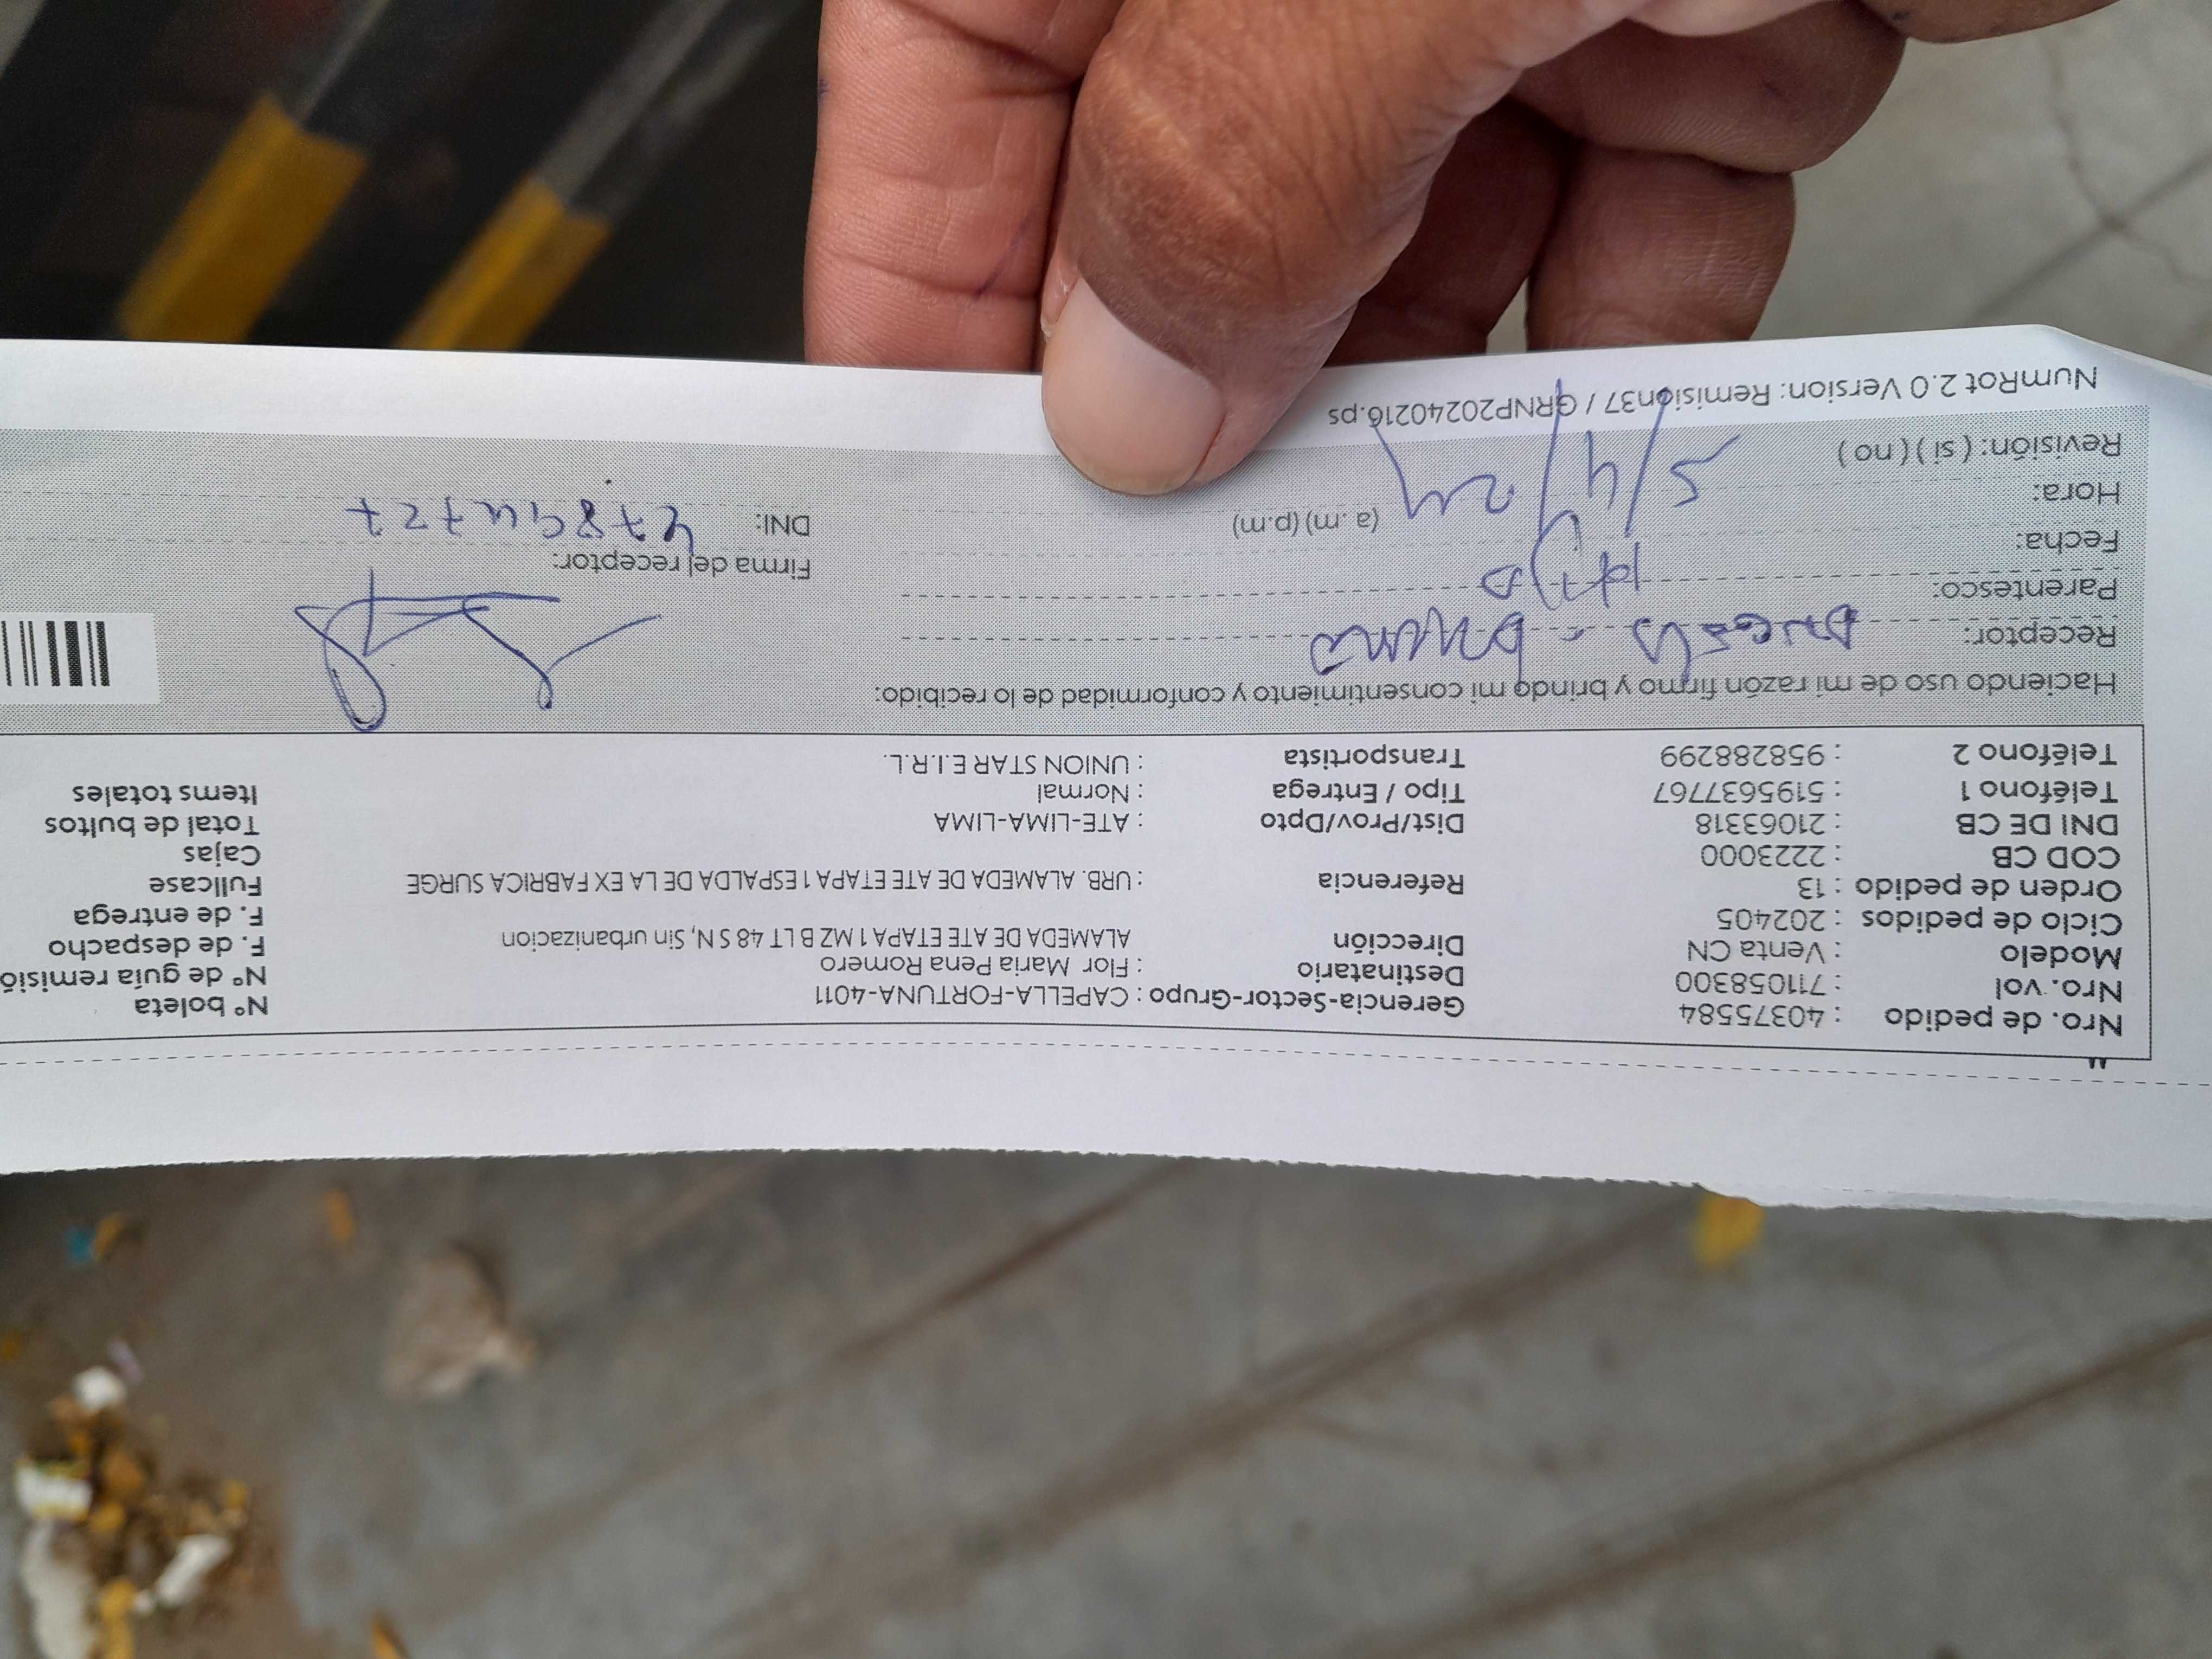 Nro. de pedido : 40375584 Gerencia-Sector-Grupo : CAPELLA-FORTUNA-4011 N° boleta
Nro. vol : 711058300 Destinatario : Flor Maria Pena Romero N° de guía remisió
Modelo : Venta CN Dirección ALAMEDA DE ATE ETAPA 1 MZ B LT 48 S N, Sin urbanizacion F. de despacho
Ciclo de pedidos : 202405 F. de entrega
Orden de pedido : 13 Referencia : URB. ALAMEDA DE ATE ETAPA 1 ESPALDA DE LA EX FABRICA SURGE Fullcase
COD CB : 2223000 Cajas
DNI DE CB : 21063318 Dist/Prov/Dpto : ATE-LIMA-LIMA Total de bultos
Teléfono 1 : 5195637767 Tipo / Entrega : Normal Items totales
Teléfono 2 : 958288299 Transportista : UNION STAR E.I.R.L.
Haciendo uso de mi razón firmo y brindo mi consentimiento y conformidad de lo recibido:
Receptor:
Parentesco: Hijo Firma del receptor:
Fecha: 5/4/24
Hora: (a.m) (p.m) DNI:
Revisión: ( si ) ( no )
NumRot 2.0 Version: Remision37 / GRNP20240216.ps